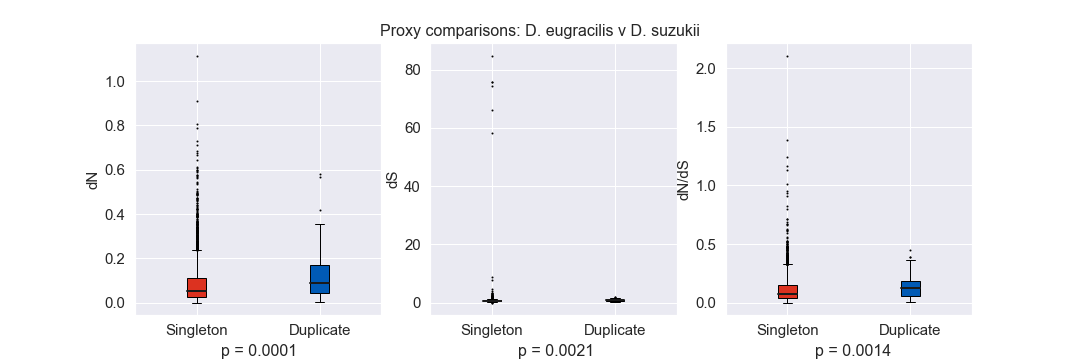 Proxy comparisons: D. eugracilis v D. suzukii
dN
1.0
0.8
0.6
0.4
0.2
0.0
Singleton Duplicate
p = 0.0001
dS
80
60
40
20
0
Singleton Duplicate
p = 0.0021
dN/dS
2.0
1.5
1.0
0.5
0.0
Singleton Duplicate
p = 0.0014